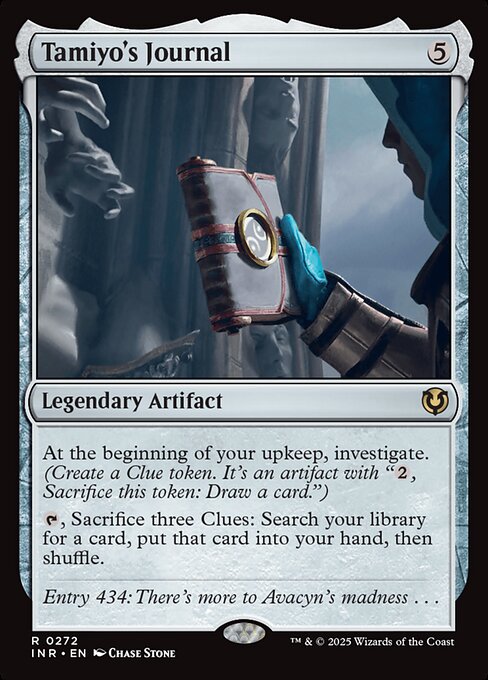 Tamiyo's Journal 5
Legendary Artifact
At the beginning of your upkeep, investigate.
(Create a Clue token. It's an artifact with “2,
Sacrifice this token: Draw a card.”)
, Sacrifice three Clues: Search your library
for a card, put that card into your hand, then
shuffle.
Entry 434: There's more to Avacyn's madness . . .
R 0272
INR • EN Chase Stone
™ & © 2025 Wizards of the Coast